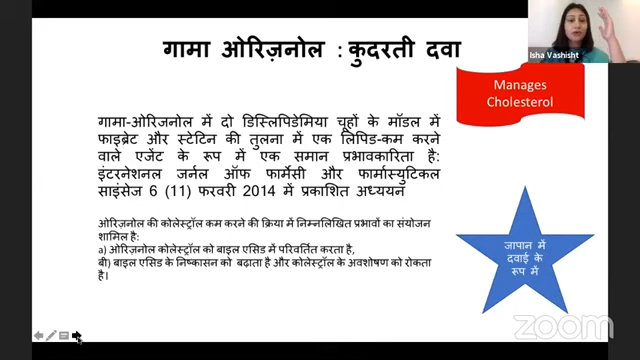 गामा ओरिज़नोल : कुदरती दवा
Isha Vashisht
Manages
Cholesterol
गामा-ओरिजनोल में दो डिस्लिपिडेमिया चूहों के मॉडल में
फाइब्रेट और स्टेटिन की तुलना में एक लिपिड-कम करने
वाले एजेंट के रूप में एक समान प्रभावकारिता है:
इंटरनेशनल जर्नल ऑफ फार्मेसी और फार्मास्युटिकल
साइंसेज 6 (11) फरवरी 2014 में प्रकाशित अध्ययन
ओरिज़नोल की कोलेस्ट्रॉल कम करने की क्रिया में निम्नलिखित प्रभावों का संयोजन
शामिल है:
a) ओरिज़नोल कोलेस्ट्रॉल को बाइल एसिड में परिवर्तित करता है,
बी) बाइल एसिड के निष्कासन को बढ़ाता है और कोलेस्ट्रॉल के अवशोषण को रोकता
है।
जापान में
दवाई के
रूप में
zoom